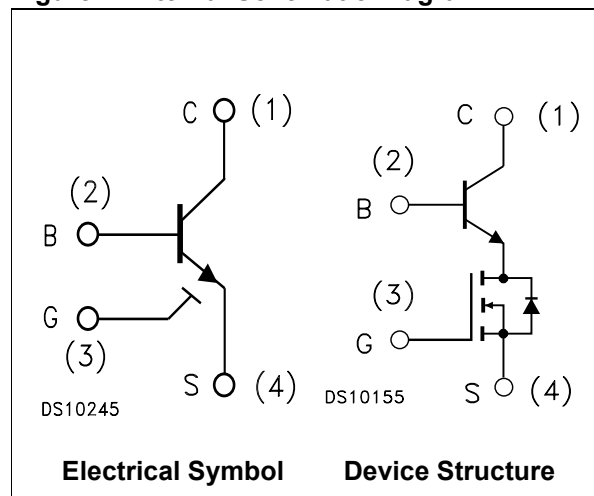 C (1)
(2)
B
G
(3)
S (4)
DS10245
C (1)
(2)
B
(3)
G
S (4)
DS10155
Electrical Symbol
Device Structure